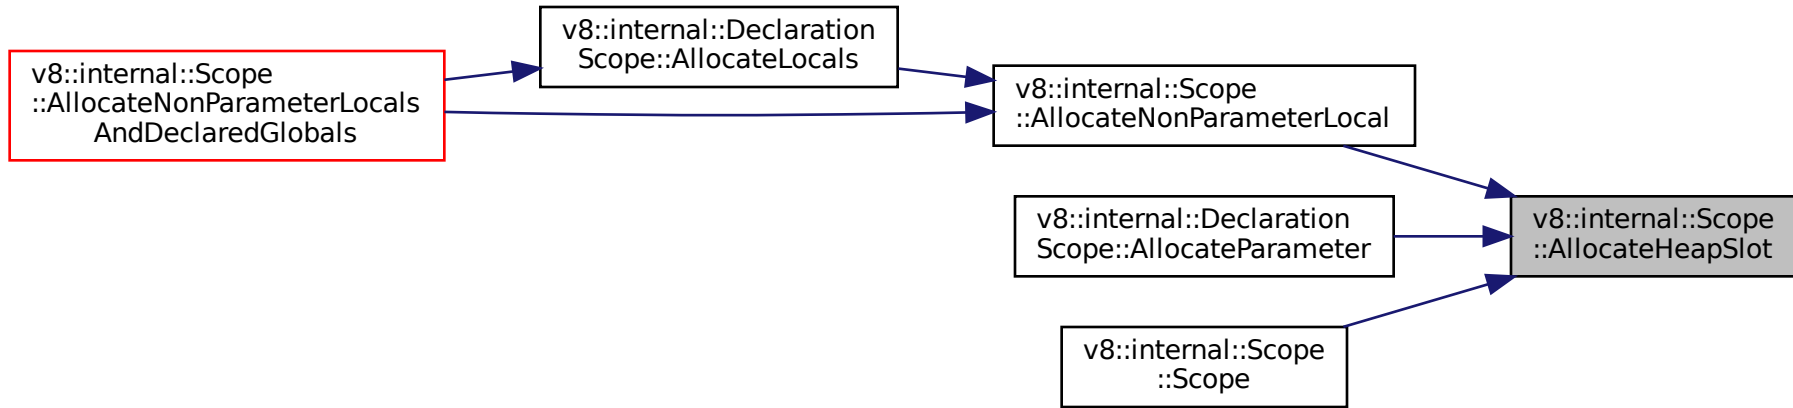 v8::internal::Scope
::AllocateNonParameterLocals
AndDeclaredGlobals
v8::internal::Declaration
Scope::AllocateLocals
v8::internal::Scope
::AllocateNonParameterLocal
v8::internal::Declaration
Scope::AllocateParameter
v8::internal::Scope
::Scope
v8::internal::Scope
::AllocateHeapSlot